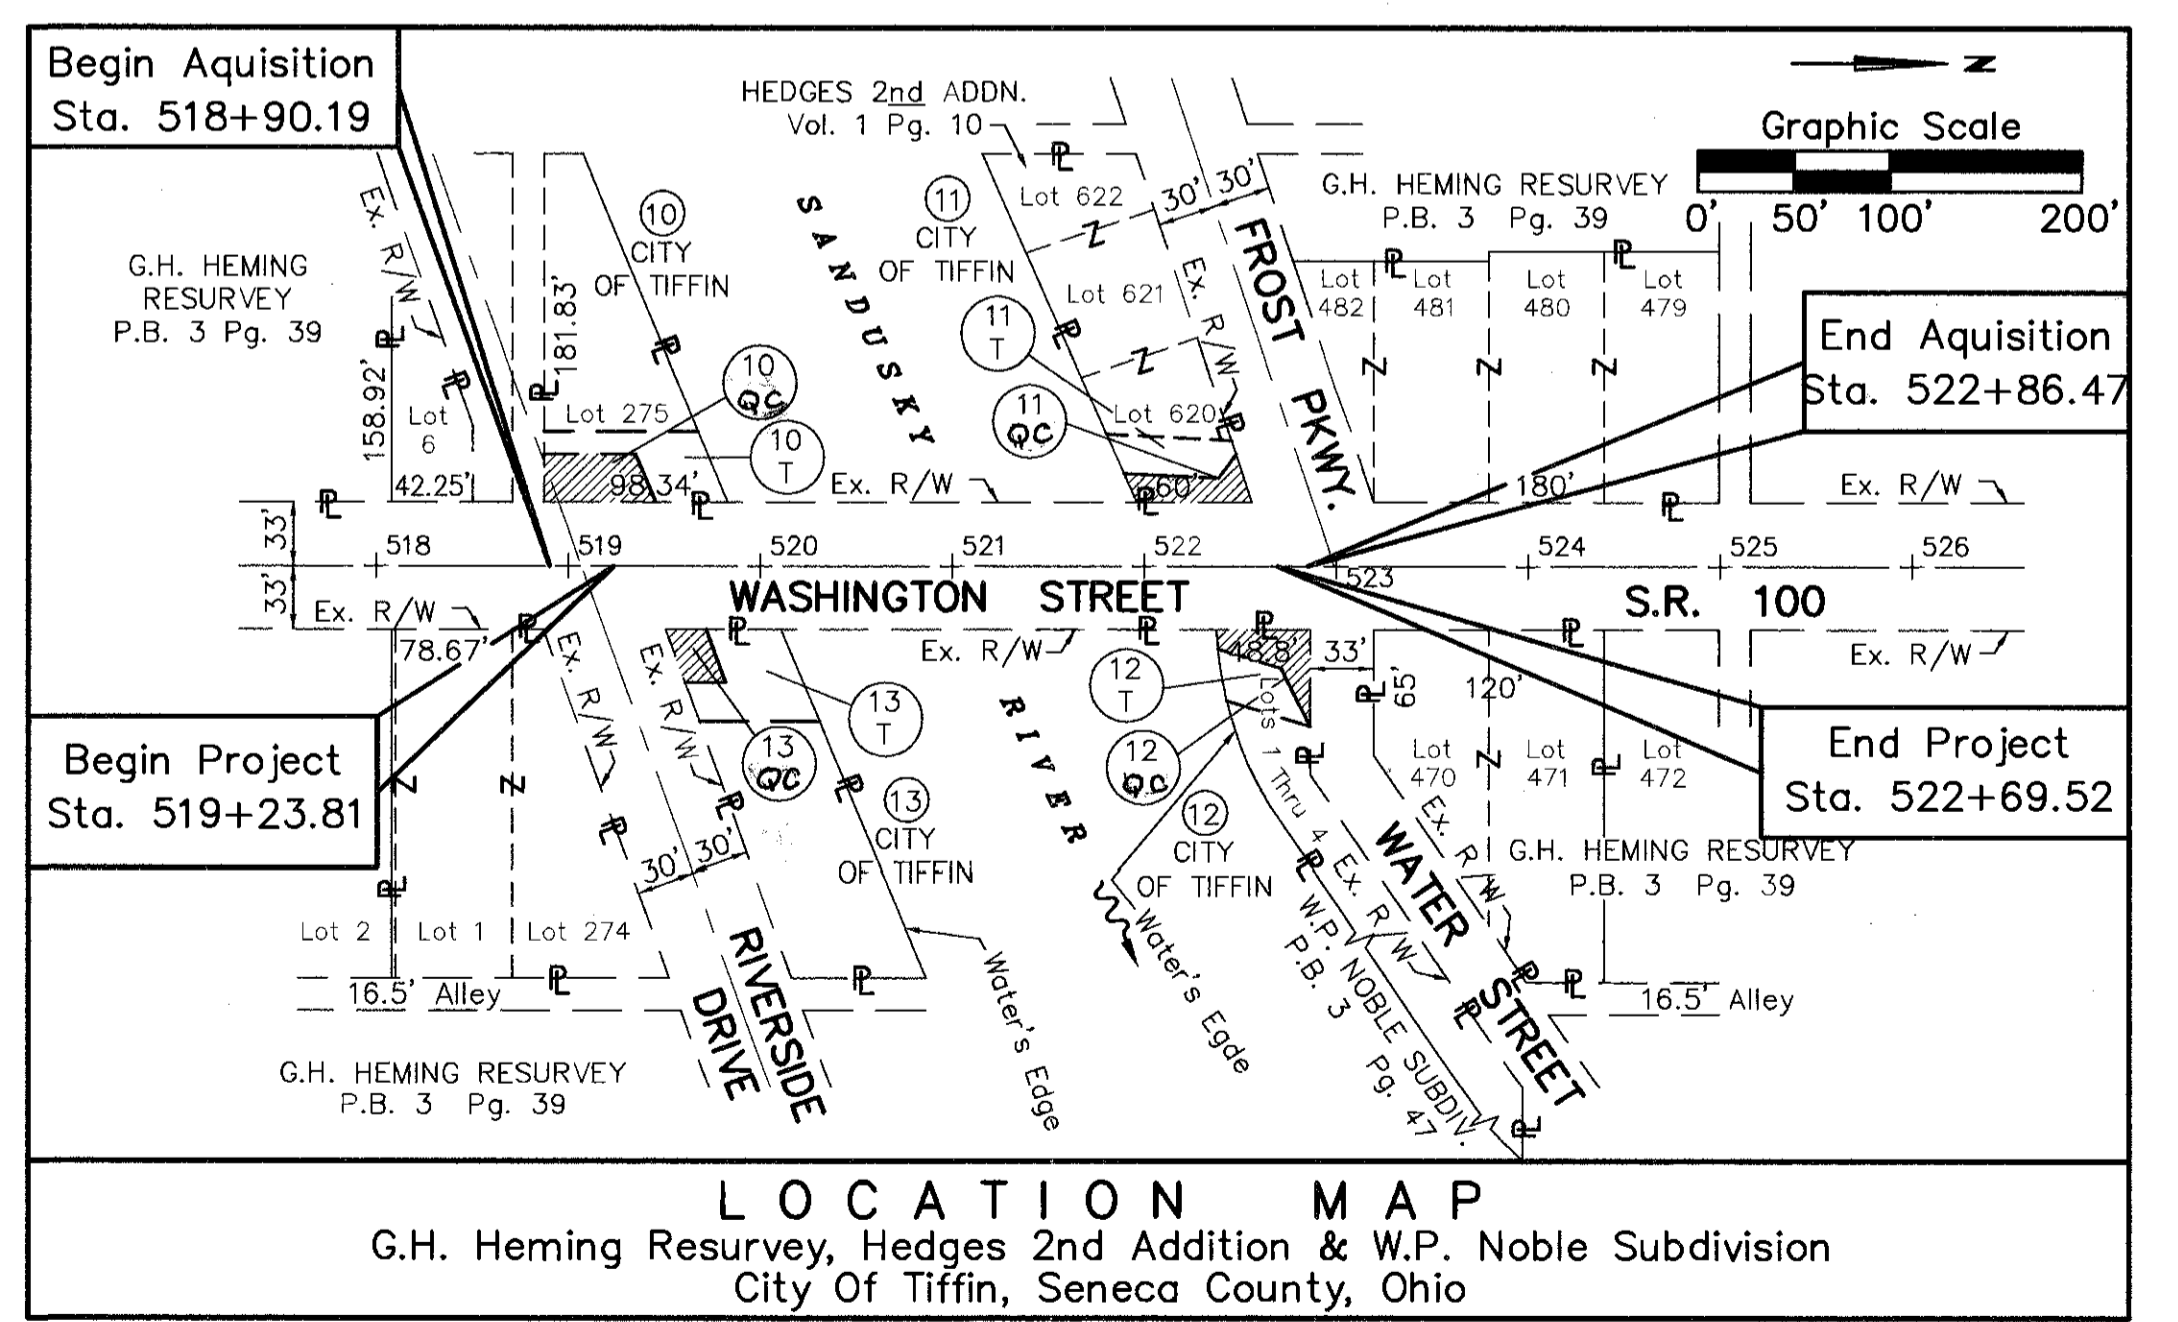 Begin Aquisition
Sta. 518+90.19
HEDGES 2nd ADDN.
Vol. 1 Pg. 10
N
Graphic Scale
0' 50' 100' 200'
G.H. HEMING RESURVEY
P.B. 3 Pg. 39
G.H. HEMING
RESURVEY
P.B. 3 Pg. 39
Ex. R/W
158.92'
Lot
6
42.25'
181.83'
10
CITY
OF TIFFIN
Lot 275
10
QC
10
T
98.34'
SANDUSKY
11
CITY
OF TIFFIN
Lot 622
Lot 621
Lot 620
11
T
11
QC
60'
30' 30'
Ex. R/W
FROST PKWY.
Lot
482
Lot
481
Lot
480
Lot
479
End Aquisition
Sta. 522+86.47
Ex. R/W
180'
Ex. R/W
33'
33'
518 519 520 521 522 523 524 525 526
WASHINGTON STREET
S.R. 100
Ex. R/W
78.67'
Ex. R/W
Ex. R/W
Begin Project
Sta. 519+23.81
Ex. R/W
Ex. R/W
13
T
13
QC
13
CITY
OF TIFFIN
30' 30'
RIVER
12
T
12
QC
12
CITY
OF TIFFIN
48.8'
33'
65'
120'
Lots 1 Thru 4
Lot
470
Lot
471
Lot
472
End Project
Sta. 522+69.52
G.H. HEMING RESURVEY
P.B. 3 Pg. 39
Ex. R/W
Ex. R/W
WATER STREET
W.P. NOBLE SUBDIV.
P.B. 3 Pg. 47
Lot 2
Lot 1
Lot 274
16.5' Alley
16.5' Alley
RIVERSIDE
DRIVE
Water's Edge
Water's Egde
G.H. HEMING RESURVEY
P.B. 3 Pg. 39
LOCATION MAP
G.H. Heming Resurvey, Hedges 2nd Addition & W.P. Noble Subdivision
City Of Tiffin, Seneca County, Ohio